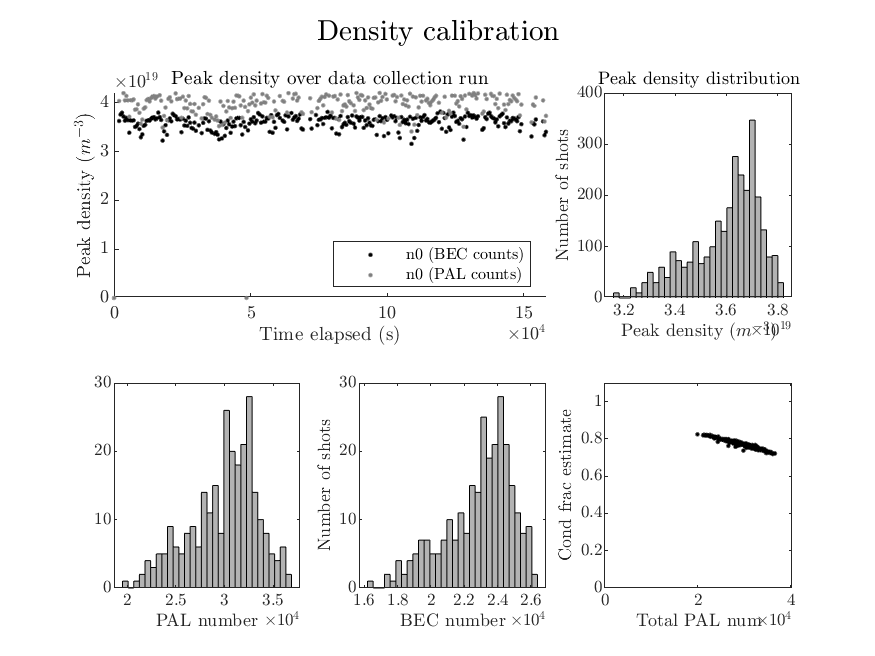 Density calibration
×10^19 Peak density over data collection run
Peak density (m^−3)
4
3
2
1
0
n0 (BEC counts)
n0 (PAL counts)
0 5 10 15
Time elapsed (s) ×10^4
Peak density distribution
Number of shots
400
300
200
100
0
3.2 3.4 3.6 3.8
Peak density (m^−3) ×10^19
30
20
10
0
2 2.5 3 3.5
PAL number ×10^4
Number of shots
30
20
10
0
1.6 1.8 2 2.2 2.4 2.6
BEC number ×10^4
Cond frac estimate
1
0.8
0.6
0.4
0.2
0
0 2 4
Total PAL num ×10^4